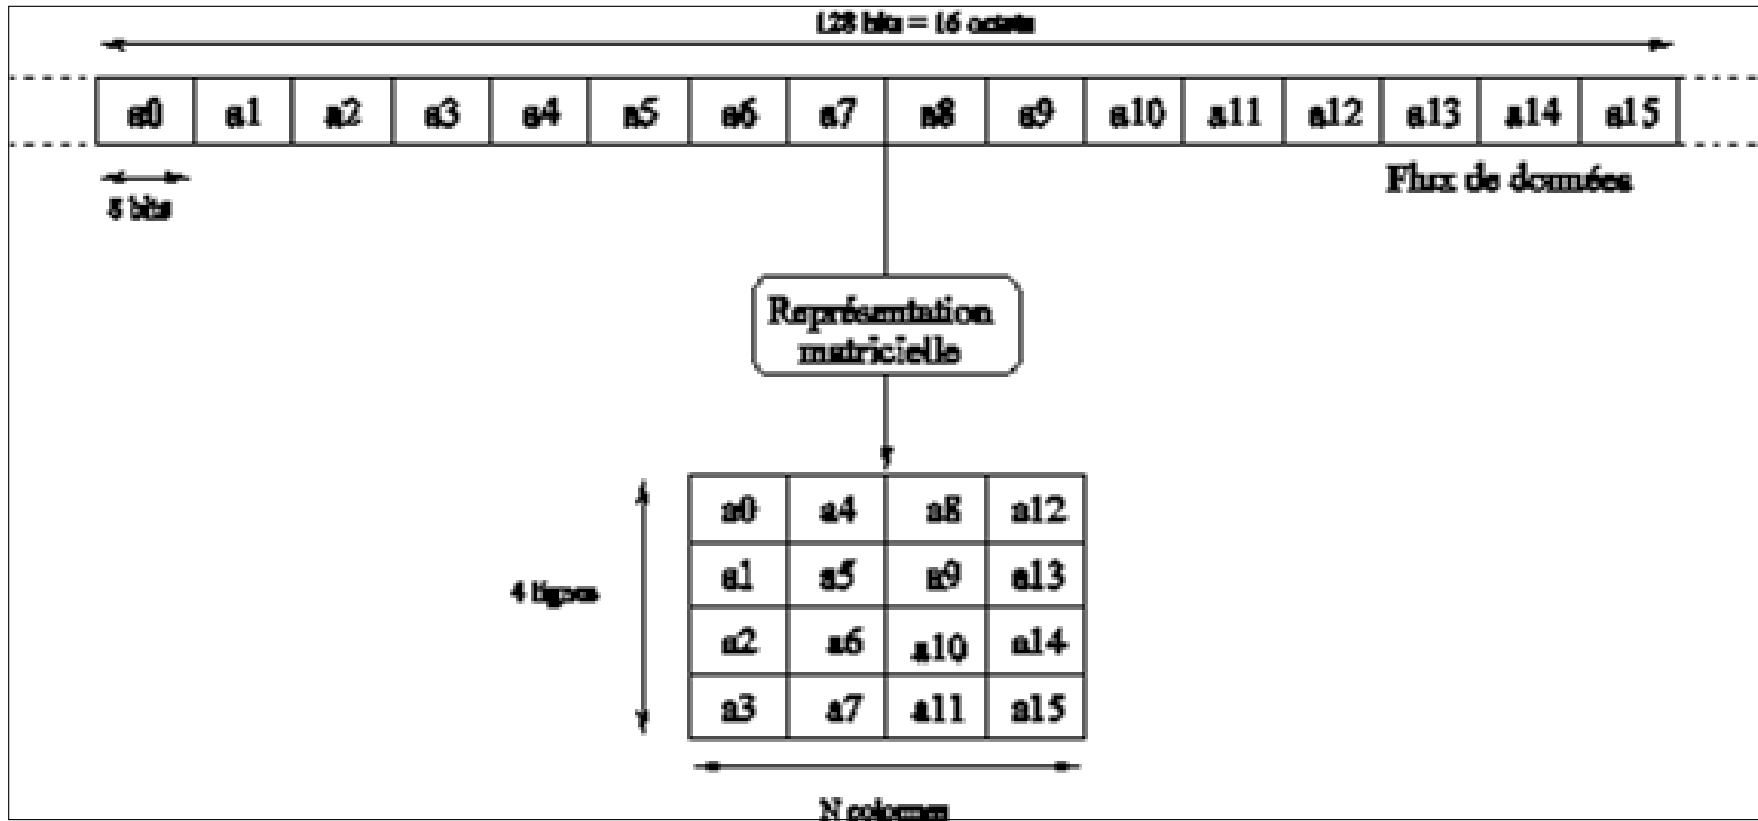 128 bits = 16 octets
a0 a1 a2 a3 a4 a5 a6 a7 a8 a9 a10 a11 a12 a13 a14 a15
8 bits
Flux de données
Représentation
matricielle
a0 a4 a8 a12
a1 a5 a9 a13
4 lignes
a2 a6 a10 a14
a3 a7 a11 a15
N colonnes